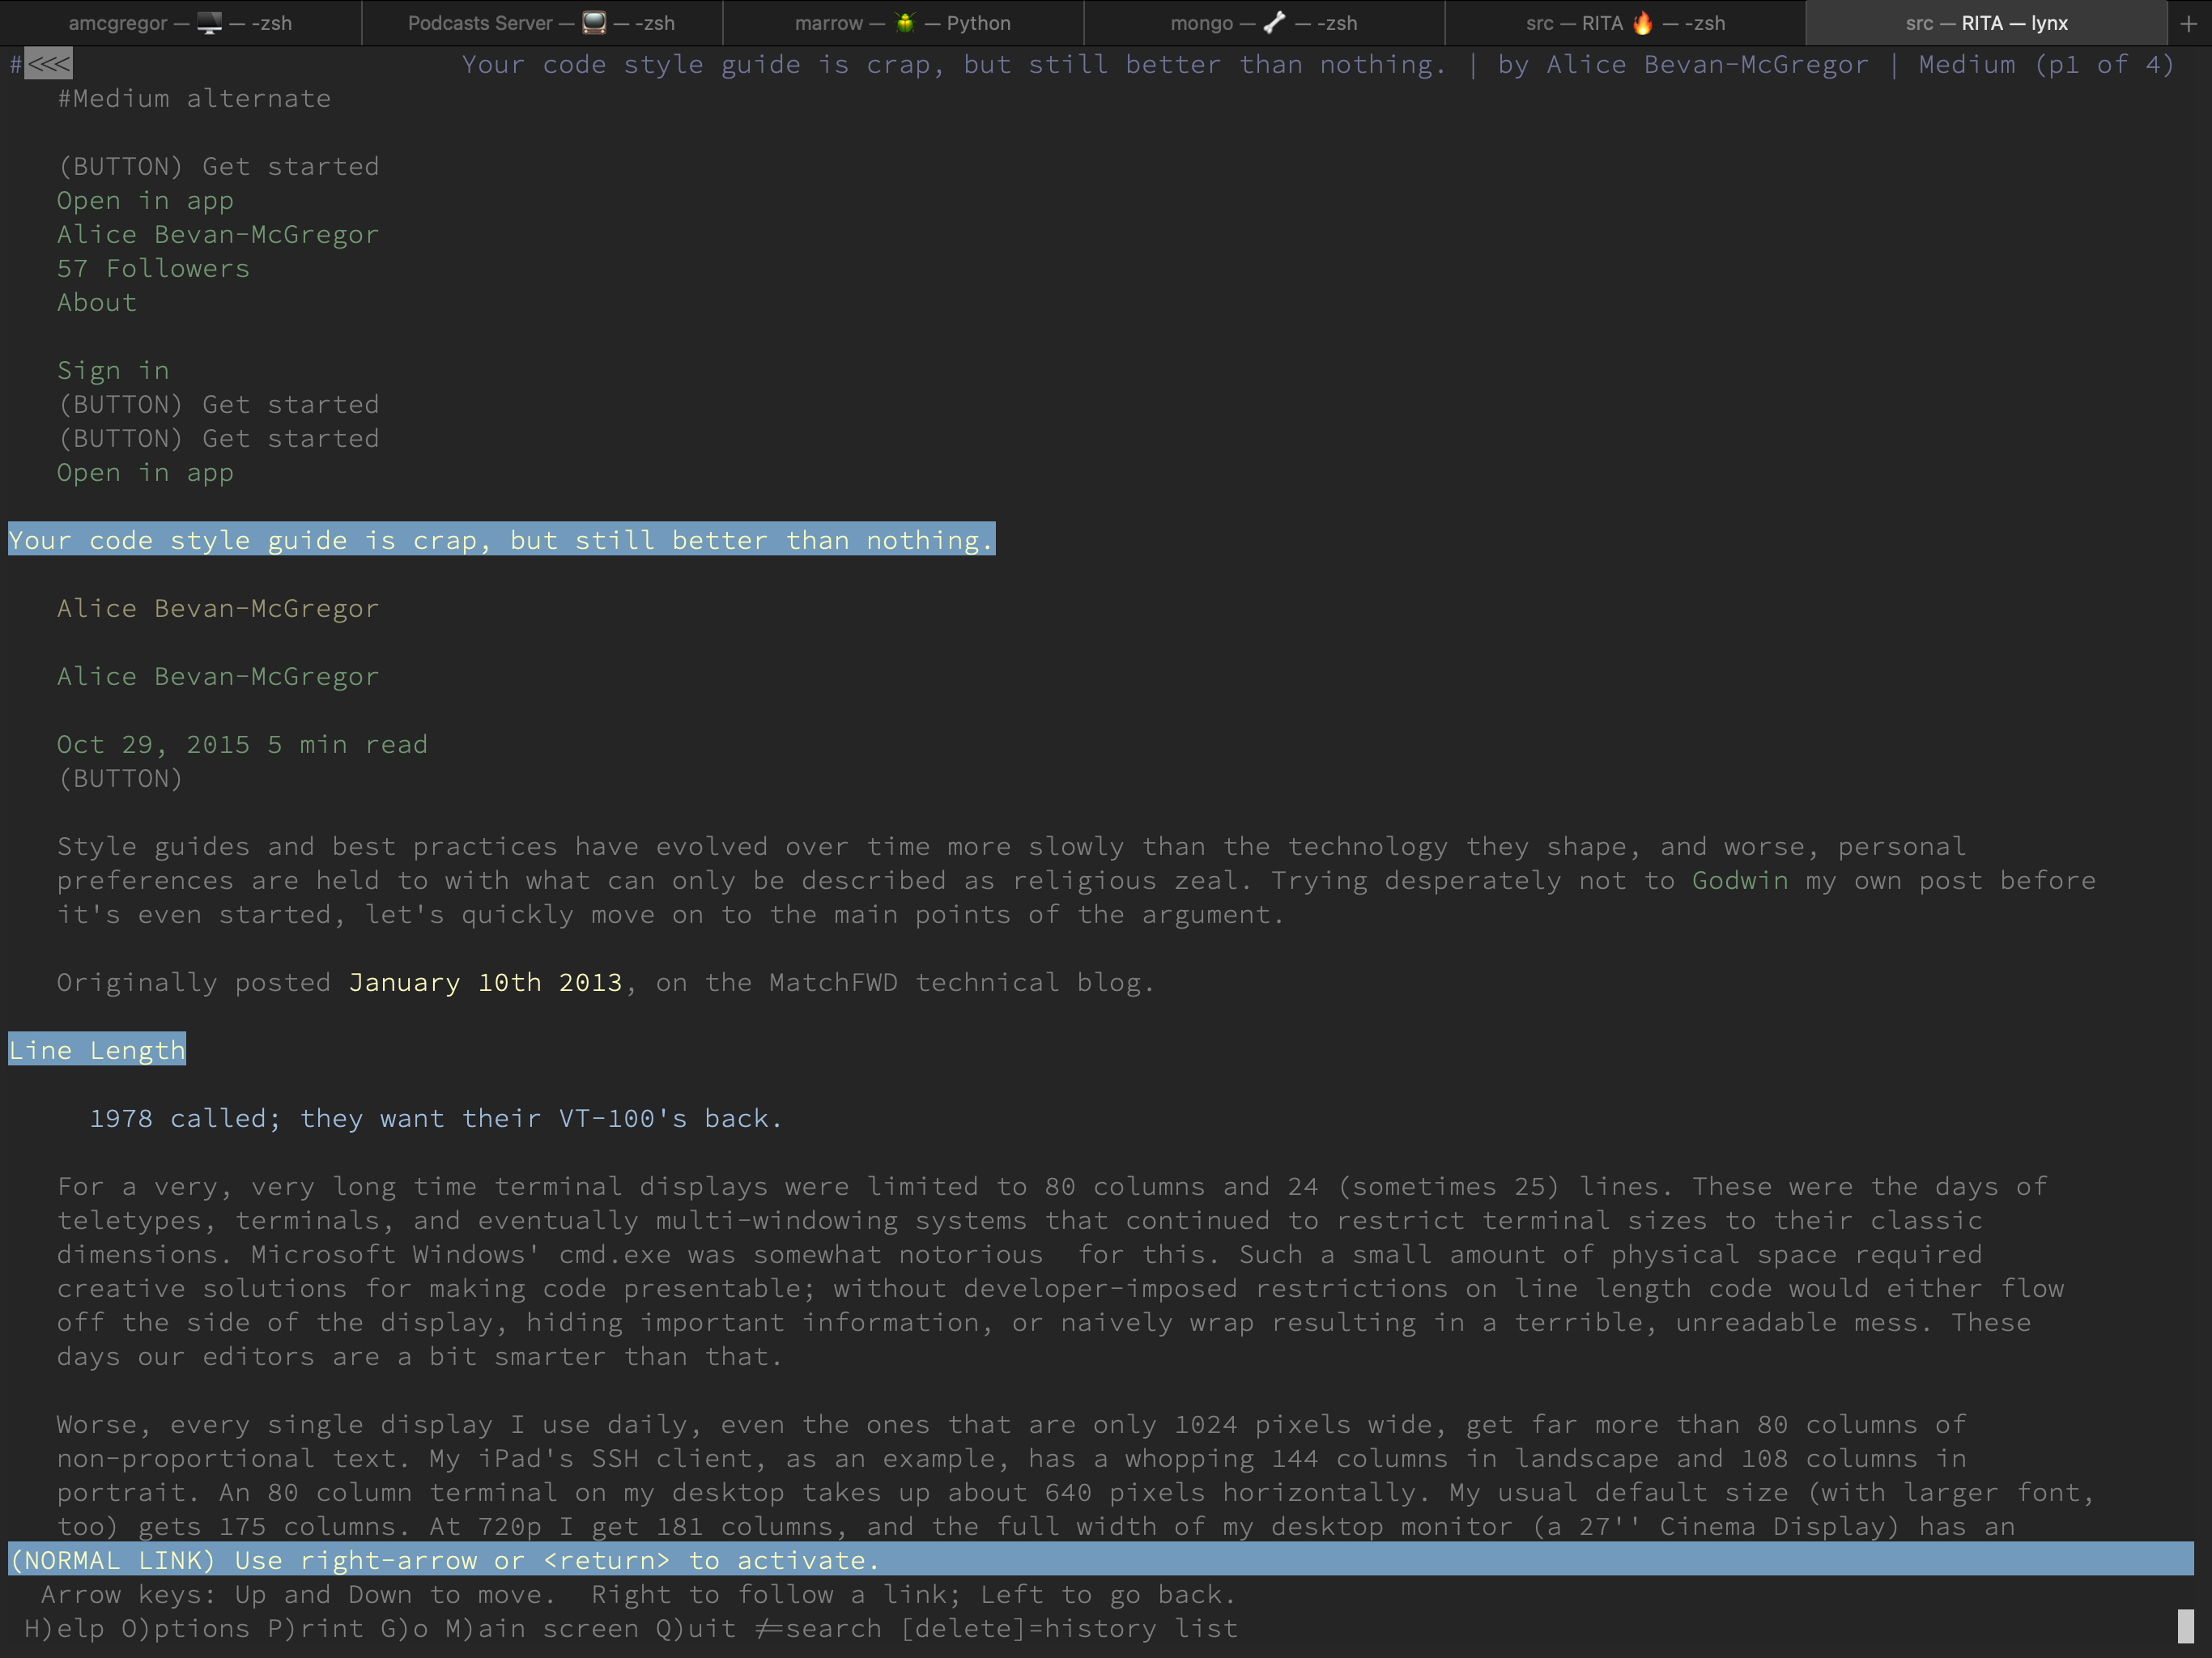 amcgregor — 🖥️ — -zsh
Podcasts Server — 📺 — -zsh
marrow — 🪲 — Python
mongo — 🦴 — -zsh
src — RITA 🔥 — -zsh
src — RITA — lynx
+
#<<< Your code style guide is crap, but still better than nothing. | by Alice Bevan-McGregor | Medium (p1 of 4)
#Medium alternate
(BUTTON) Get started
Open in app
Alice Bevan-McGregor
57 Followers
About
Sign in
(BUTTON) Get started
(BUTTON) Get started
Open in app
Your code style guide is crap, but still better than nothing.
Alice Bevan-McGregor
Alice Bevan-McGregor
Oct 29, 2015 5 min read
(BUTTON)
Style guides and best practices have evolved over time more slowly than the technology they shape, and worse, personal
preferences are held to with what can only be described as religious zeal. Trying desperately not to Godwin my own post before
it's even started, let's quickly move on to the main points of the argument.
Originally posted January 10th 2013, on the MatchFWD technical blog.
Line Length
1978 called; they want their VT-100's back.
For a very, very long time terminal displays were limited to 80 columns and 24 (sometimes 25) lines. These were the days of
teletypes, terminals, and eventually multi-windowing systems that continued to restrict terminal sizes to their classic
dimensions. Microsoft Windows' cmd.exe was somewhat notorious  for this. Such a small amount of physical space required
creative solutions for making code presentable; without developer-imposed restrictions on line length code would either flow
off the side of the display, hiding important information, or naively wrap resulting in a terrible, unreadable mess. These
days our editors are a bit smarter than that.
Worse, every single display I use daily, even the ones that are only 1024 pixels wide, get far more than 80 columns of
non-proportional text. My iPad's SSH client, as an example, has a whopping 144 columns in landscape and 108 columns in
portrait. An 80 column terminal on my desktop takes up about 640 pixels horizontally. My usual default size (with larger font,
too) gets 175 columns. At 720p I get 181 columns, and the full width of my desktop monitor (a 27'' Cinema Display) has an
(NORMAL LINK) Use right-arrow or <return> to activate.
Arrow keys: Up and Down to move.  Right to follow a link; Left to go back.
H)elp O)ptions P)rint G)o M)ain screen Q)uit /=search [delete]=history list